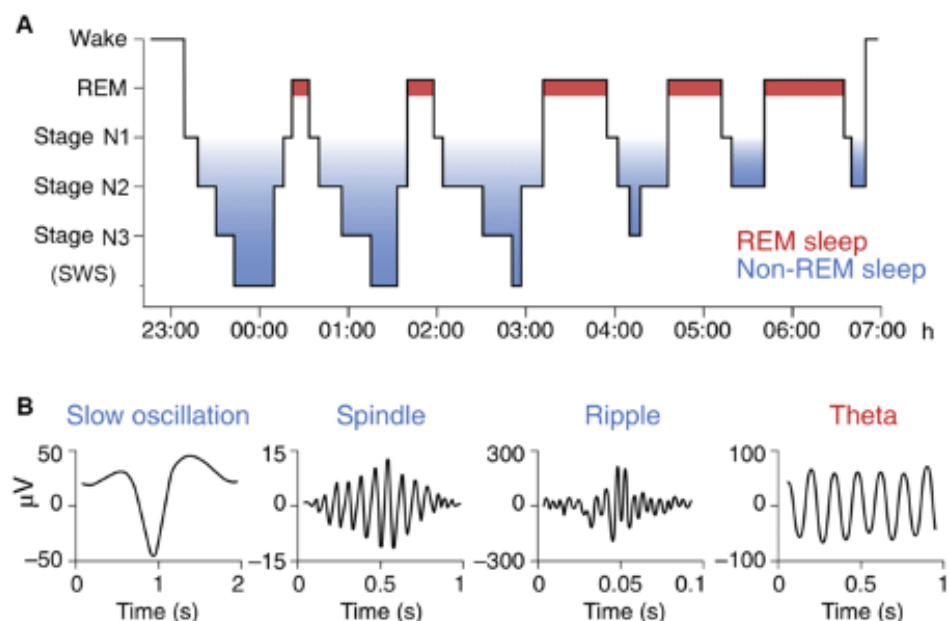 A
Wake
REM
Stage N1
Stage N2
Stage N3
(SWS)
REM sleep
Non-REM sleep
23:00 00:00 01:00 02:00 03:00 04:00 05:00 06:00 07:00 h
B
Slow oscillation Spindle Ripple Theta
50 15 300 100
µV
0 0 0 0
−50 −15 −300 −100
0 1 2 0 0.5 1 0 0.05 0.1 0 0.5 1
Time (s) Time (s) Time (s) Time (s)